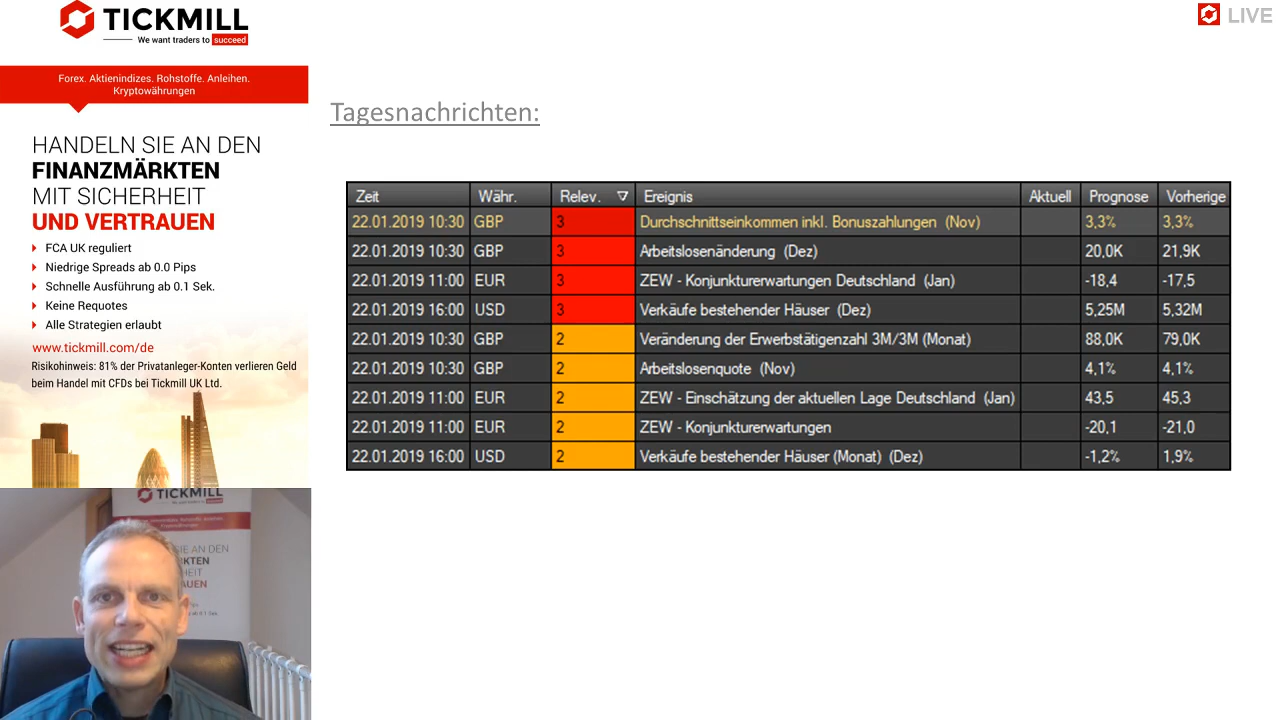 TICKMILL
We want traders to succeed
Forex. Aktienindizes. Rohstoffe. Anleihen.
Kryptowährungen
HANDELN SIE AN DEN
FINANZMÄRKTEN
MIT SICHERHEIT
UND VERTRAUEN
FCA UK reguliert
Niedrige Spreads ab 0.0 Pips
Schnelle Ausführung ab 0.1 Sek.
Keine Requotes
Alle Strategien erlaubt
www.tickmill.com/de
Risikohinweis: 81% der Privatanleger-Konten verlieren Geld
beim Handel mit CFDs bei Tickmill UK Ltd.
LIVE
Tagesnachrichten:
Zeit Währ. Relev. Ereignis Aktuell Prognose Vorherige
22.01.2019 10:30 GBP 3 Durchschnittseinkommen inkl. Bonuszahlungen (Nov) 3,3% 3,3%
22.01.2019 10:30 GBP 3 Arbeitslosenänderung (Dez) 20,0K 21,9K
22.01.2019 11:00 EUR 3 ZEW - Konjunkturerwartungen Deutschland (Jan) -18,4 -17,5
22.01.2019 16:00 USD 3 Verkäufe bestehender Häuser (Dez) 5,25M 5,32M
22.01.2019 10:30 GBP 2 Veränderung der Erwerbstätigenzahl 3M/3M (Monat) 88,0K 79,0K
22.01.2019 10:30 GBP 2 Arbeitslosenquote (Nov) 4,1% 4,1%
22.01.2019 11:00 EUR 2 ZEW - Einschätzung der aktuellen Lage Deutschland (Jan) 43,5 45,3
22.01.2019 11:00 EUR 2 ZEW - Konjunkturerwartungen -20,1 -21,0
22.01.2019 16:00 USD 2 Verkäufe bestehender Häuser (Monat) (Dez) -1,2% 1,9%
TICKMILL
SIE AN DEN
KTEN
HEIT
AUEN